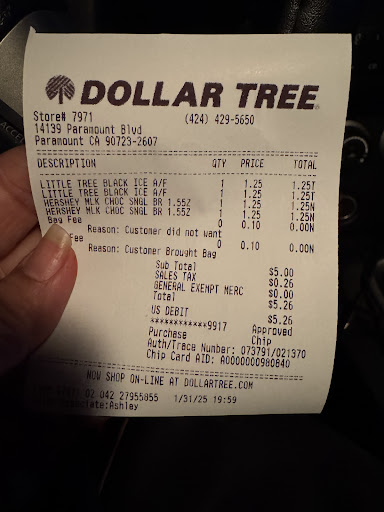 DOLLAR TREE
Store# 7971 (424) 429-5650
14139 Paramount Blvd
Paramount CA 90723-2607
DESCRIPTION QTY PRICE TOTAL
LITTLE TREE BLACK ICE A/F 1 1.25 1.25T
LITTLE TREE BLACK ICE A/F 1 1.25 1.25T
HERSHEY MLK CHOC SNGL BR 1.55Z 1 1.25 1.25N
HERSHEY MLK CHOC SNGL BR 1.55Z 1 1.25 1.25N
Bag Fee 0 0.10 0.00N
Reason: Customer did not want
Fee 0 0.10 0.00N
Reason: Customer Brought Bag
Sub Total $5.00
SALES TAX $0.26
GENERAL EXEMPT MERC $0.00
Total $5.26
US DEBIT $5.26
************9917 Approved
Purchase Chip
Auth/Trace Number: 073791/021370
Chip Card AID: A0000000980840
NOW SHOP ON-LINE AT DOLLARTREE.COM
02 042 27955855 1/31/25 19:59
Ashley